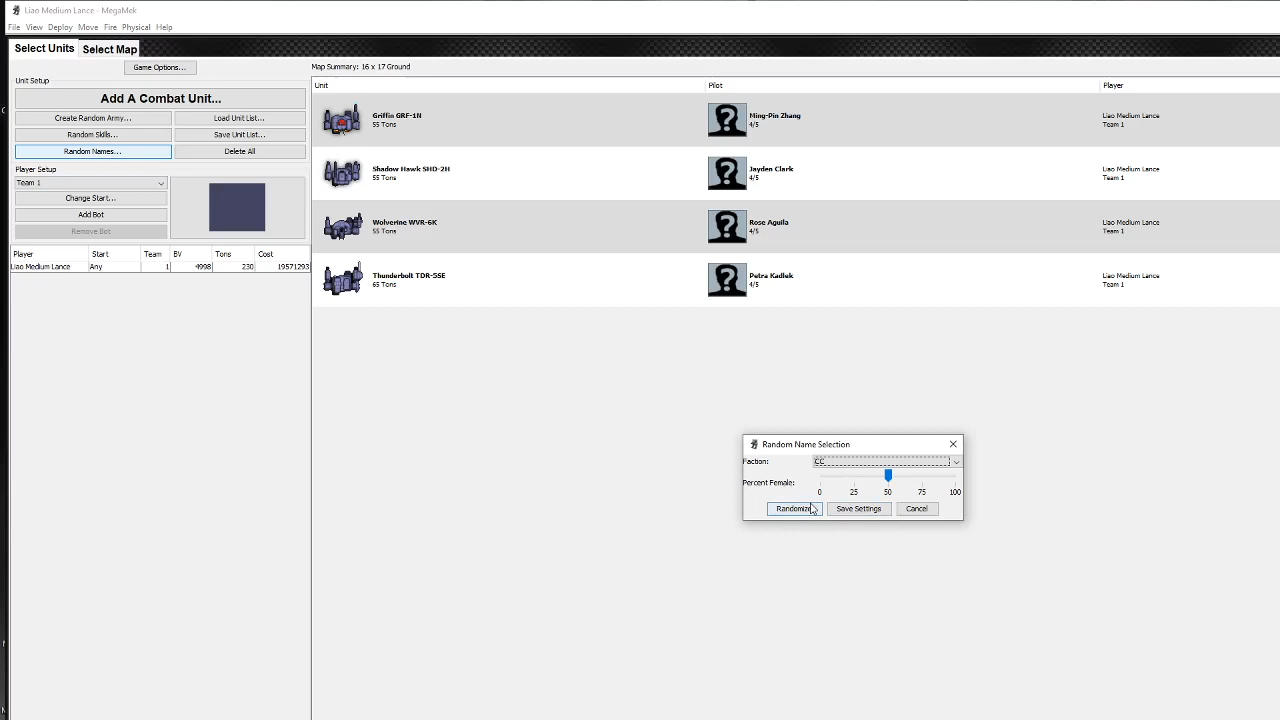 Liao Medium Lance - MegaMek
File View Deploy Move Fire Physical Help
Select Units Select Map
Game Options...
Map Summary: 16 x 17 Ground
Unit Setup
Add A Combat Unit...
Create Random Army... Load Unit List...
Random Skills... Save Unit List...
Random Names... Delete All
Player Setup
Team 1
Change Start...
Add Bot
Remove Bot
Player Start Team BV Tons Cost
Liao Medium Lance Any 1 4998 230 19571293
Unit Pilot Player
Griffin GRF-1N Ming-Pin Zhang Liao Medium Lance
55 Tons 4/5 Team 1
Shadow Hawk SHD-2H Jayden Clark Liao Medium Lance
55 Tons 4/5 Team 1
Wolverine WVR-6K Rose Aguila Liao Medium Lance
55 Tons 4/5 Team 1
Thunderbolt TDR-5SE Petra Kadlek Liao Medium Lance
65 Tons 4/5 Team 1
Random Name Selection
Faction: CC
Percent Female:
0 25 50 75 100
Randomize Save Settings Cancel